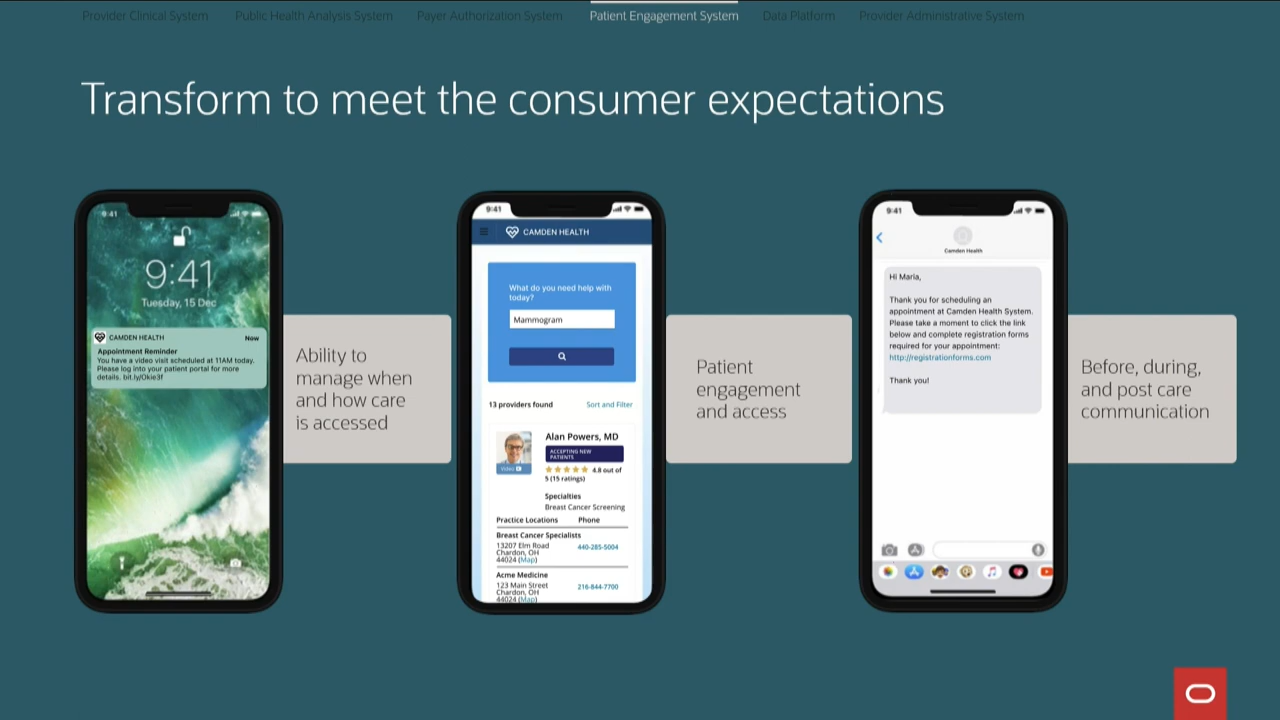 Provider Clinical System
Public Health Analysis System
Payer Authorization System
Patient Engagement System
Data Platform
Provider Administrative System
Transform to meet the consumer expectations
9:41
9:41
Tuesday, 15 Dec
CAMDEN HEALTH
Now
Appointment Reminder
You have a video visit scheduled at 11AM today.
Please log into your patient portal for more
details. bit.ly/Okie3f
Ability to
manage when
and how care
is accessed
9:41
CAMDEN HEALTH
What do you need help with
today?
Mammogram
13 providers found
Sort and Filter
Alan Powers, MD
ACCEPTING NEW
PATIENTS
Video
4.8 out of
5 (15 ratings)
Specialties
Breast Cancer Screening
Practice Locations
Phone
Breast Cancer Specialists
13207 Elm Road
440-285-5004
Chardon, OH
44024 (Map)
Acme Medicine
123 Main Street
216-844-7700
Chardon, OH
44024 (Map)
Patient
engagement
and access
9:41
Camden Health
Hi Maria,
Thank you for scheduling an
appointment at Camden Health System.
Please take a moment to click the link
below and complete registration forms
required for your appointment:
http://registrationforms.com
Thank you!
Before, during,
and post care
communication